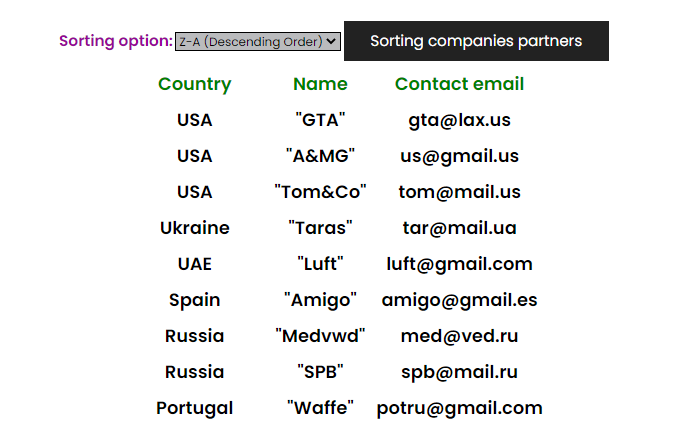 Sorting option: Z-A (Descending Order) Sorting companies partners
Country Name Contact email
USA "GTA" gta@lax.us
USA "A&MG" us@gmail.us
USA "Tom&Co" tom@mail.us
Ukraine "Taras" tar@mail.ua
UAE "Luft" luft@gmail.com
Spain "Amigo" amigo@gmail.es
Russia "Medvwd" med@ved.ru
Russia "SPB" spb@mail.ru
Portugal "Waffe" potru@gmail.com